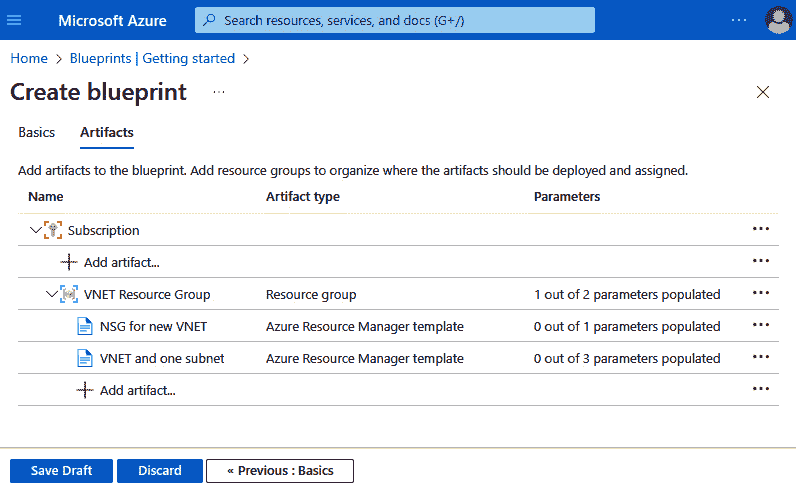 Microsoft Azure
Search resources, services, and docs (G+/)
...
Home > Blueprints | Getting started >
Create blueprint ...
Basics Artifacts
Add artifacts to the blueprint. Add resource groups to organize where the artifacts should be deployed and assigned.
Name Artifact type Parameters
Subscription ...
Add artifact... ...
VNET Resource Group Resource group 1 out of 2 parameters populated ...
NSG for new VNET Azure Resource Manager template 0 out of 1 parameters populated ...
VNET and one subnet Azure Resource Manager template 0 out of 3 parameters populated ...
Add artifact... ...
Save Draft Discard « Previous : Basics